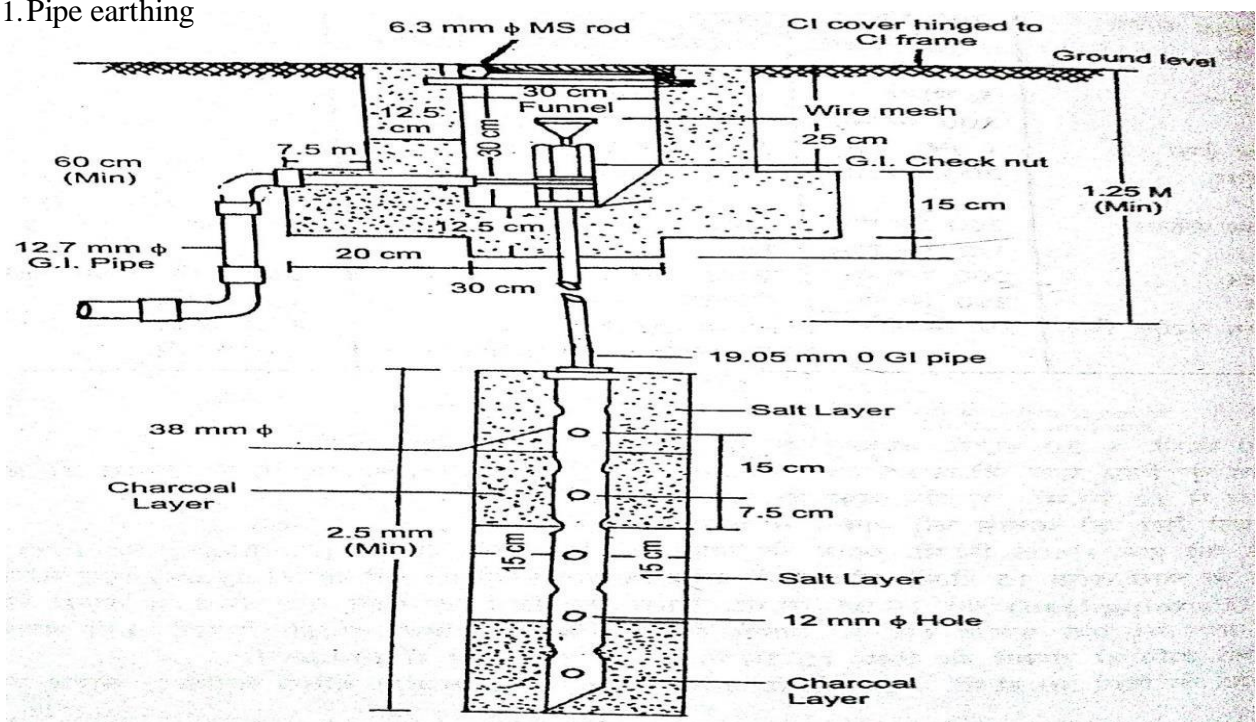 1. Pipe earthing
6.3 mm ϕ MS rod
CI cover hinged to
CI frame
Ground level
30 cm
Funnel
12.5
cm
30 cm
Wire mesh
25 cm
7.5 m
60 cm
(Min)
G.I. Check nut
1.25 M
(Min)
15 cm
12.5 cm
12.7 mm ϕ
G.I. Pipe
20 cm
30 cm
19.05 mm 0 GI pipe
Salt Layer
38 mm ϕ
15 cm
Charcoal
Layer
7.5 cm
2.5 mm
(Min)
15 cm
15 cm
Salt Layer
12 mm ϕ Hole
Charcoal
Layer